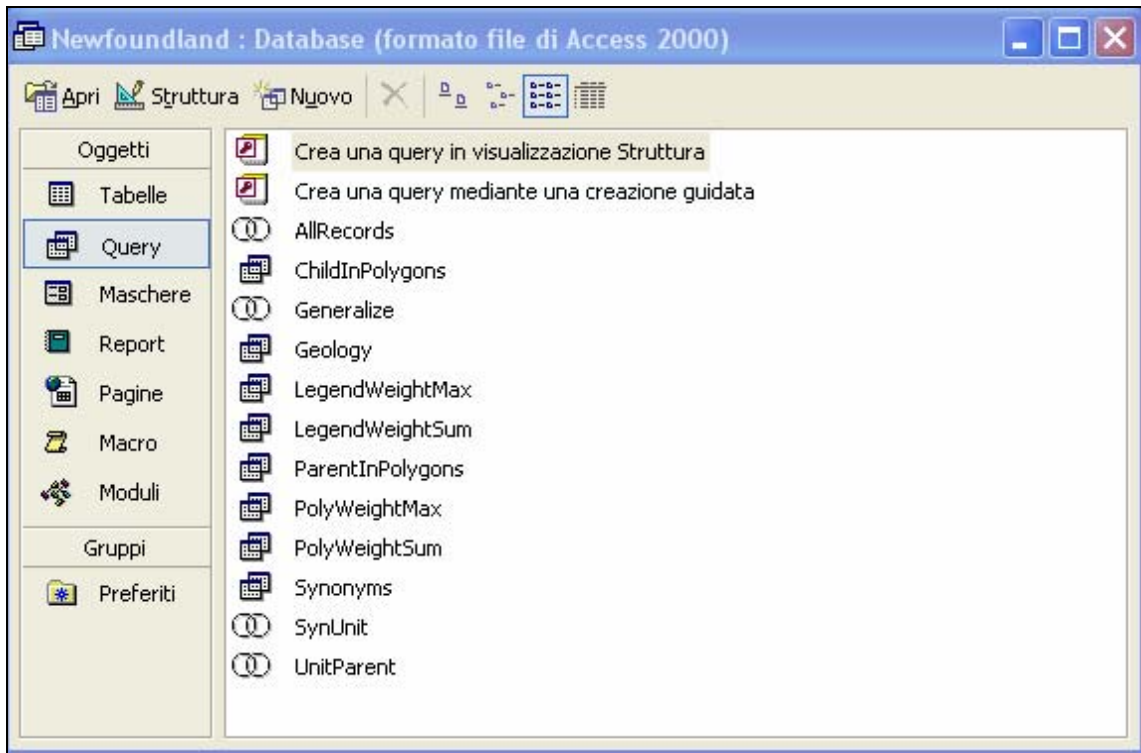 Newfoundland : Database (formato file di Access 2000)
Apri Struttura Nuovo
Oggetti
Tabelle
Query
Maschere
Report
Pagine
Macro
Moduli
Gruppi
Preferiti
Crea una query in visualizzazione Struttura
Crea una query mediante una creazione guidata
AllRecords
ChildInPolygons
Generalize
Geology
LegendWeightMax
LegendWeightSum
ParentInPolygons
PolyWeightMax
PolyWeightSum
Synonyms
SynUnit
UnitParent